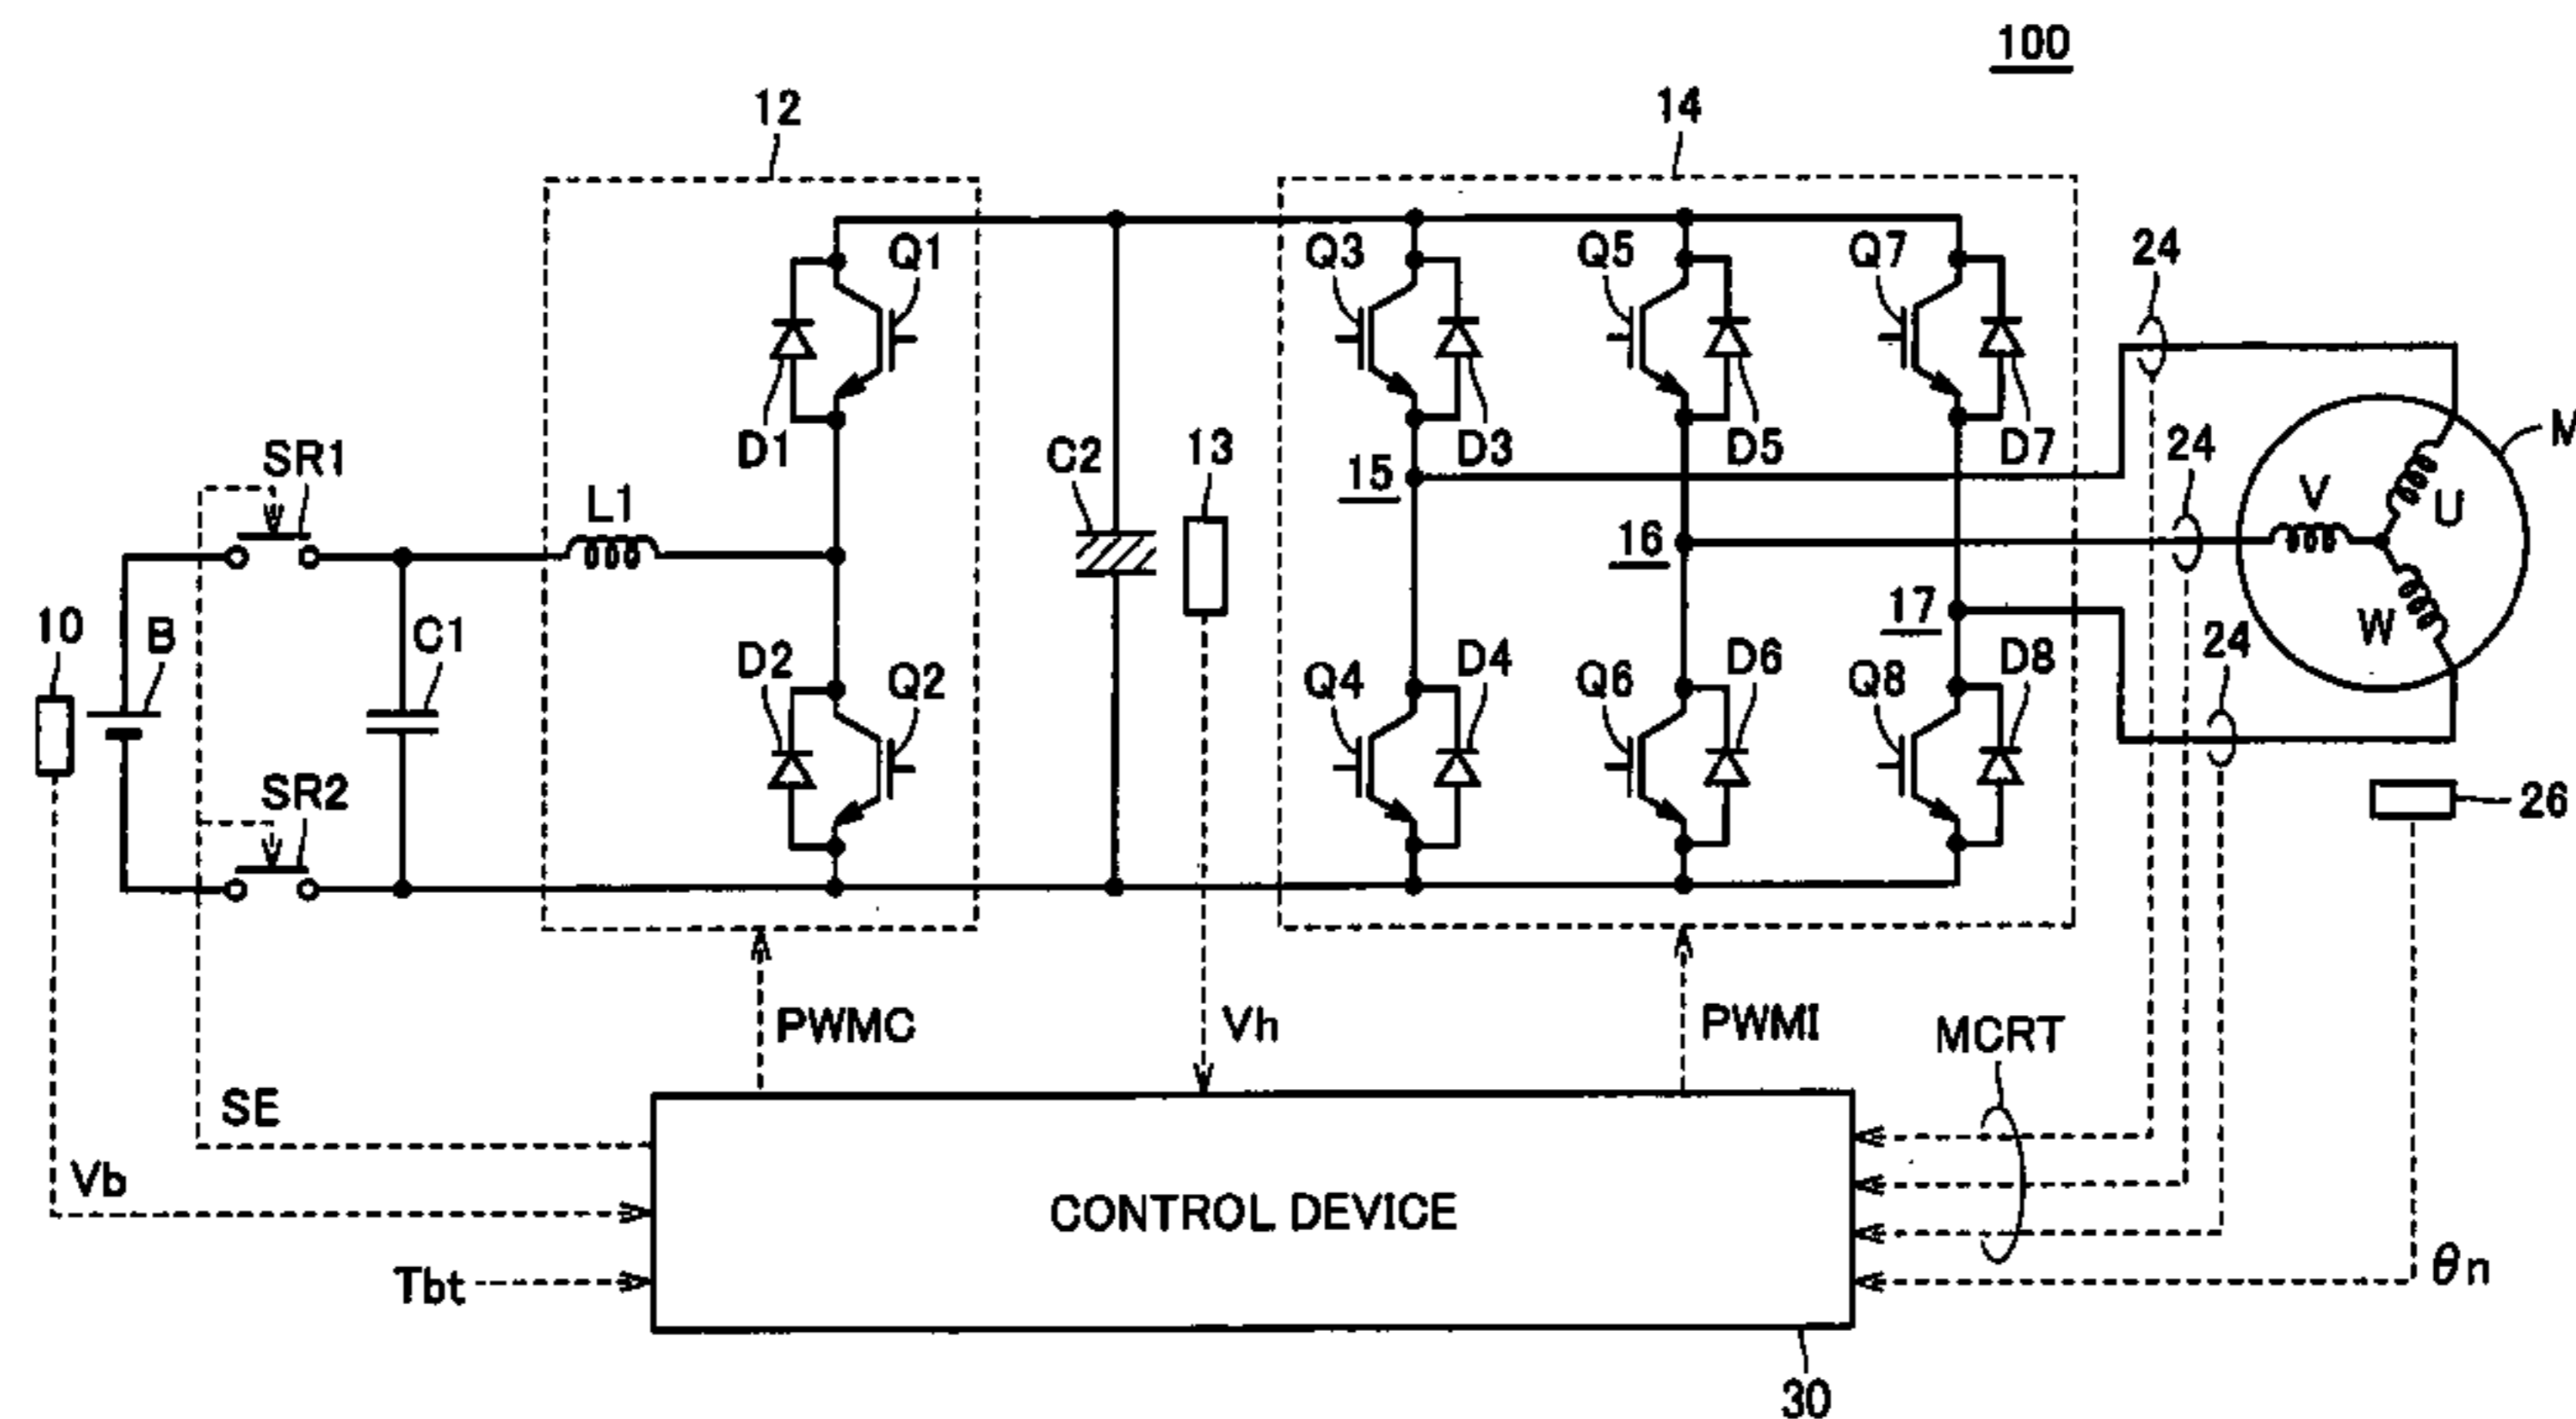 100
12
14
Q1
Q3
Q5
Q7
24
D1
D3
D5
D7
M
SR1
C2
13
15
24
L1
V
U
16
10
B
C1
17
24
W
D2
Q2
Q4
D4
Q6
D6
Q8
D8
SR2
26
PWMC
Vh
PWMI
MCRT
SE
Vb
CONTROL DEVICE
θn
Tbt
30